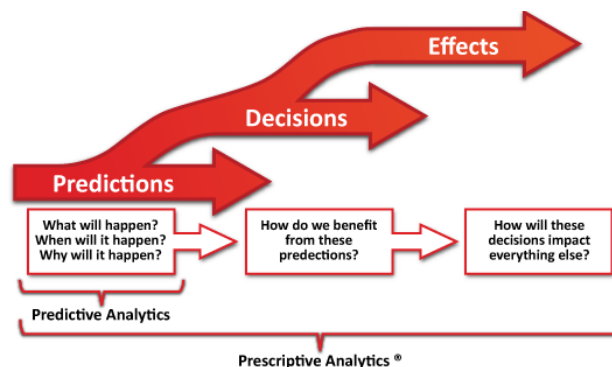 Effects
Decisions
Predictions
What will happen?
When will it happen?
Why will it happen?
How do we benefit
from these
predections?
How will these
decisions impact
everything else?
Predictive Analytics
Prescriptive Analytics ®